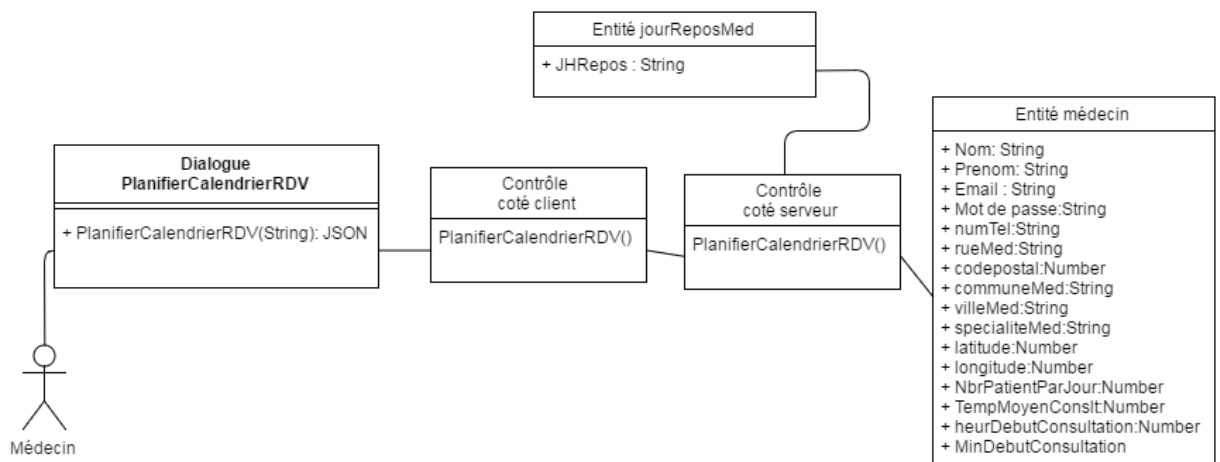 Entité jourReposMed
+ JHRepos : String
Entité médecin
+ Nom: String
+ Prenom: String
+ Email : String
+ Mot de passe:String
+ numTel:String
+ rueMed:String
+ codepostal:Number
+ communeMed:String
+ villeMed:String
+ specialiteMed:String
+ latitude:Number
+ longitude:Number
+ NbrPatientParJour:Number
+ TempMoyenConslt:Number
+ heurDebutConsultation:Number
+ MinDebutConsultation
Dialogue
PlanifierCalendrierRDV
+ PlanifierCalendrierRDV(String): JSON
Contrôle
coté client
PlanifierCalendrierRDV()
Contrôle
coté serveur
PlanifierCalendrierRDV()
Médecin